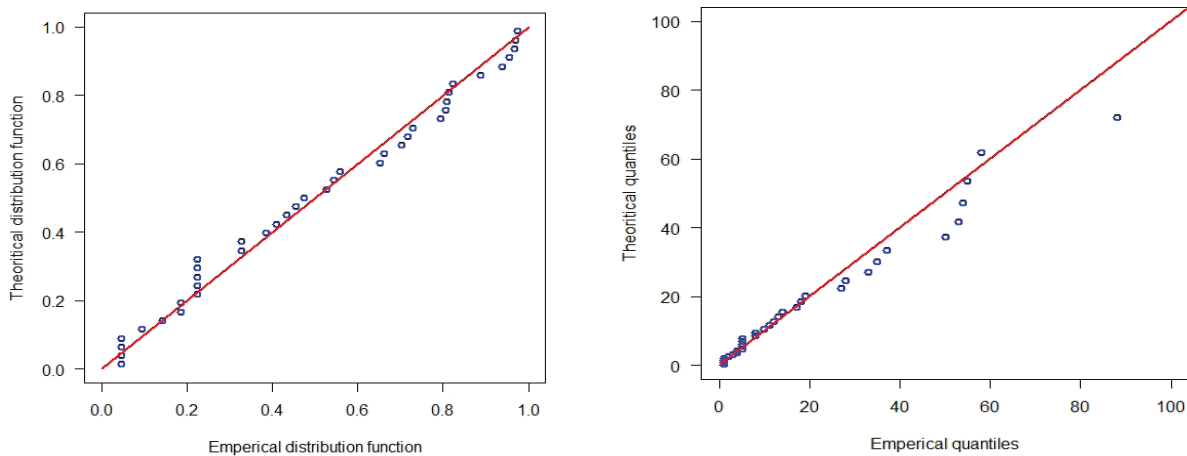 Theoritical distribution function
1.0
0.8
0.6
0.4
0.2
0.0
0.0 0.2 0.4 0.6 0.8 1.0
Emperical distribution function
Theoritical quantiles
100
80
60
40
20
0
0 20 40 60 80 100
Emperical quantiles